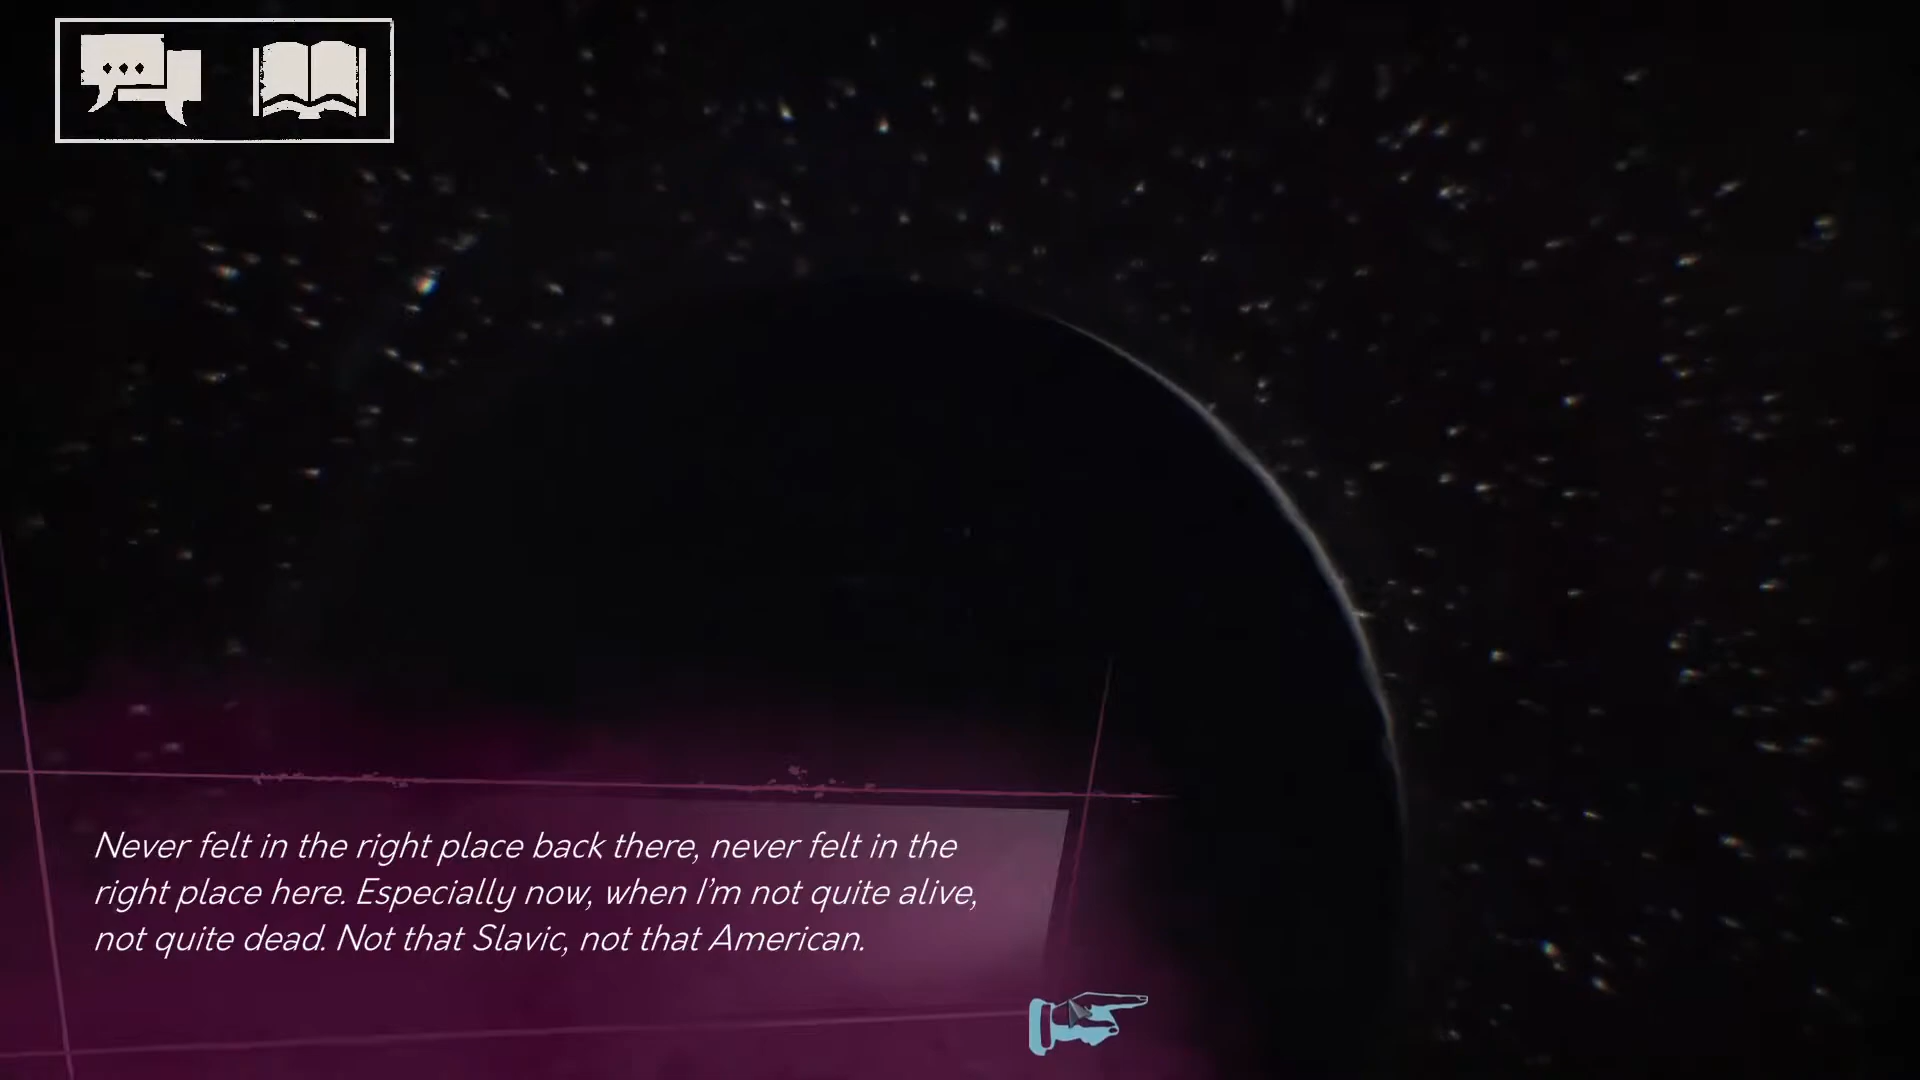 Never felt in the right place back there, never felt in the
right place here. Especially now, when I'm not quite alive,
not quite dead. Not that Slavic, not that American.